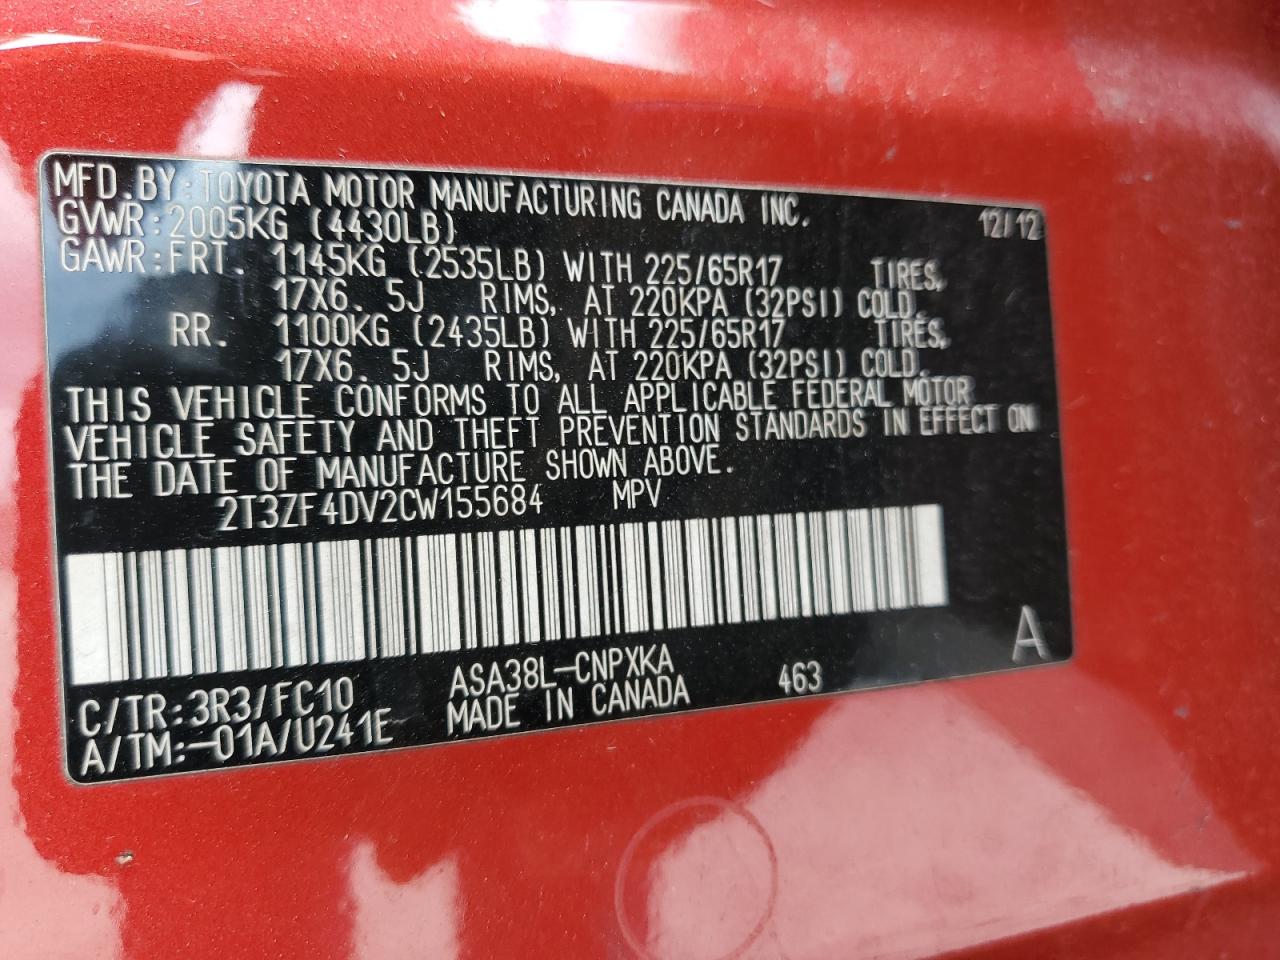 MFD. BY: TOYOTA MOTOR MANUFACTURING CANADA INC. 12/12
GVWR: 2005KG (4430LB)
GAWR: FRT. 1145KG (2535LB) WITH 225/65R17 TIRES,
17X6. 5J RIMS, AT 220KPA (32PSI) COLD.
RR. 1100KG (2435LB) WITH 225/65R17 TIRES,
17X6. 5J RIMS, AT 220KPA (32PSI) COLD.
THIS VEHICLE CONFORMS TO ALL APPLICABLE FEDERAL MOTOR
VEHICLE SAFETY AND THEFT PREVENTION STANDARDS IN EFFECT ON
THE DATE OF MANUFACTURE SHOWN ABOVE.
2T3ZF4DV2CW155684 MPV
C/TR: 3R3/FC10 ASA38L-CNPXKA 463 A
A/TM: -01A/U241E MADE IN CANADA